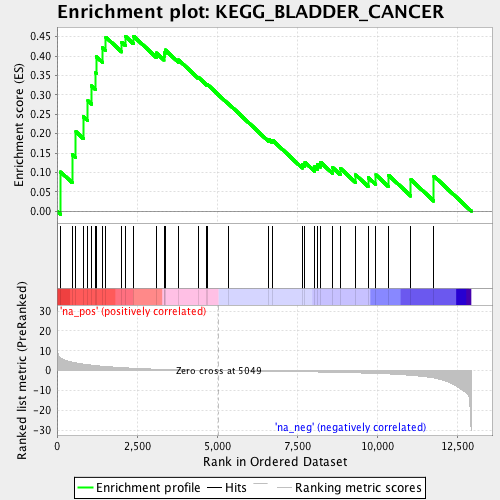 Enrichment plot: KEGG_BLADDER_CANCER
Enrichment score (ES)
0.45
0.40
0.35
0.30
0.25
0.20
0.15
0.10
0.05
0.00
'na_pos' (positively correlated)
Ranked list metric (PreRanked)
30
20
10
0
-10
-20
-30
Zero cross at 5049
'na_neg' (negatively correlated)
0 2,500 5,000 7,500 10,000 12,500
Rank in Ordered Dataset
Enrichment profile Hits Ranking metric scores